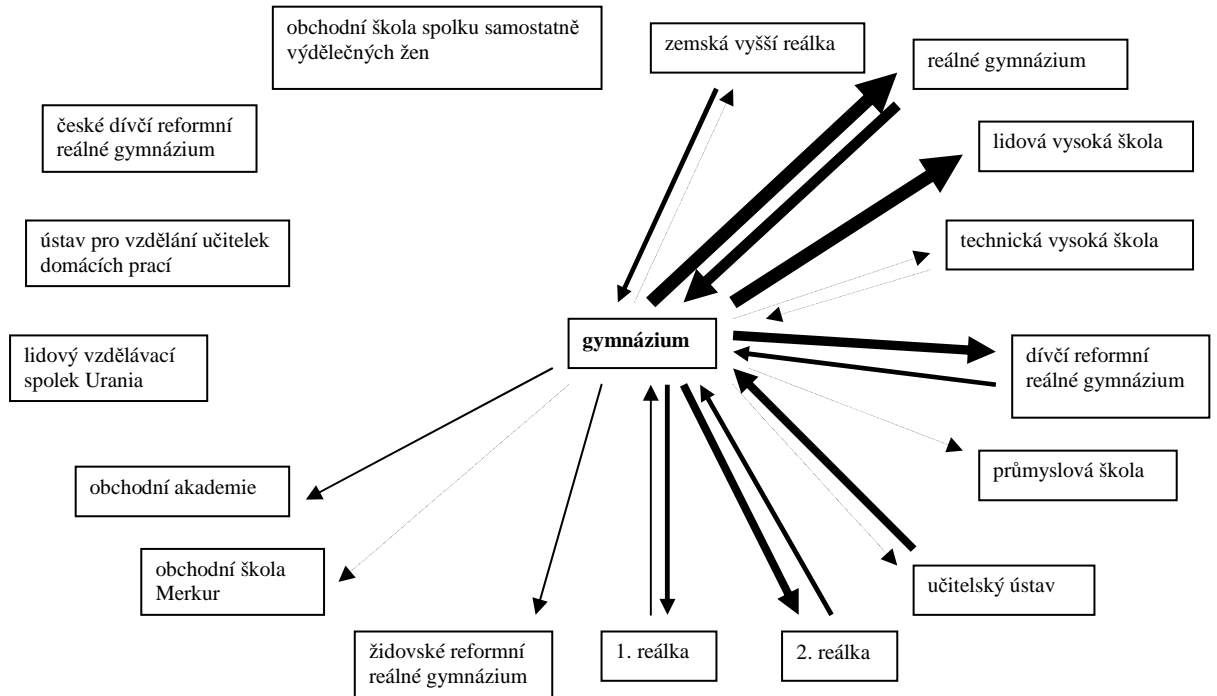 obchodní škola spolku samostatně
výdělečných žen
zemská vyšší reálka
reálné gymnázium
české dívčí reformní
reálné gymnázium
lidová vysoká škola
ústav pro vzdělání učitelek
domácích prací
technická vysoká škola
lidový vzdělávací
spolek Urania
gymnázium
dívčí reformní
reálné gymnázium
obchodní akademie
průmyslová škola
obchodní škola
Merkur
učitelský ústav
židovské reformní
reálné gymnázium
1. reálka
2. reálka